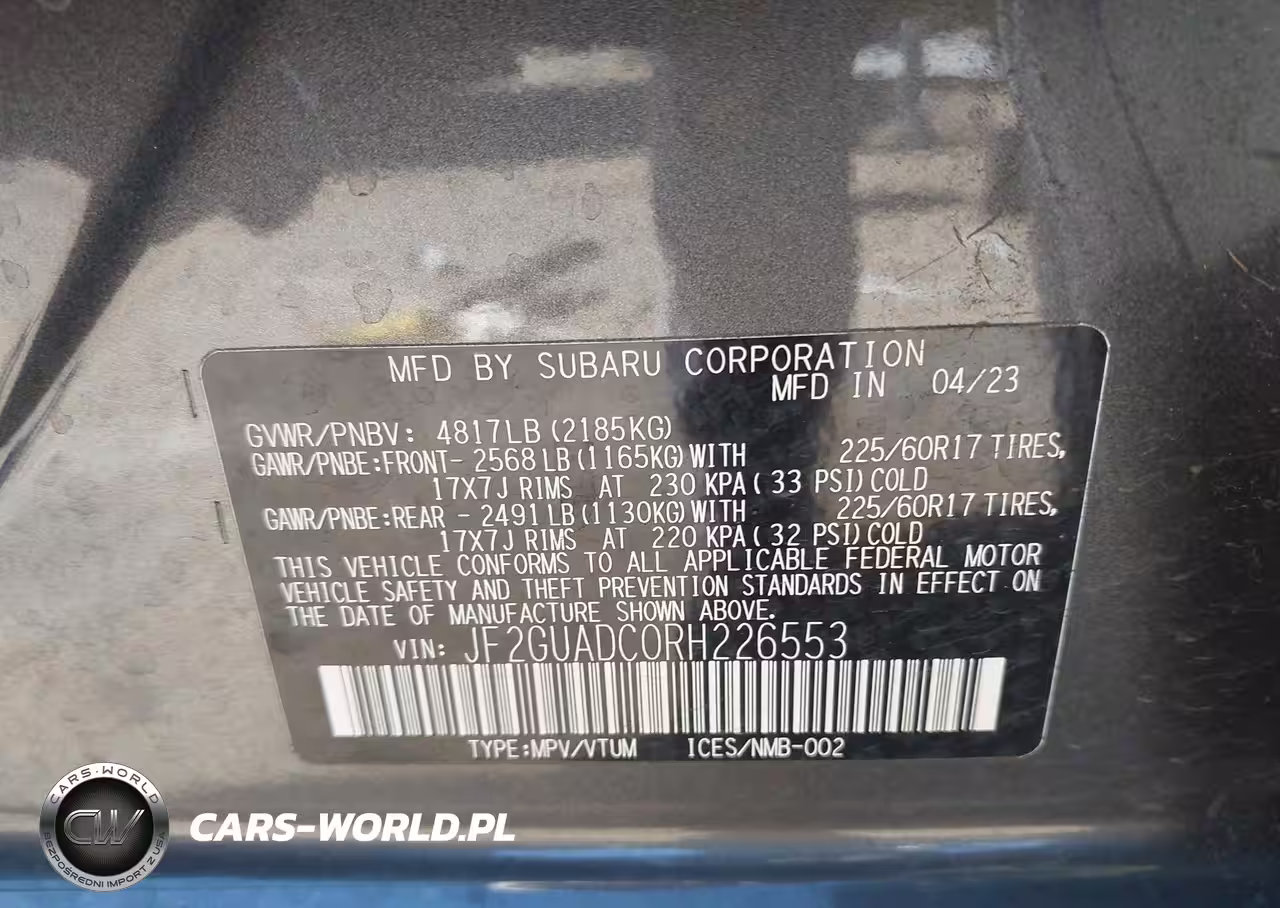 MFD BY SUBARU CORPORATION
MFD IN 04/23
GVWR/PNBV: 4817LB (2185KG)
GAWR/PNBE:FRONT- 2568 LB (1165KG) WITH 225/60R17 TIRES,
17X7J RIMS AT 230 KPA ( 33 PSI) COLD
GAWR/PNBE:REAR - 2491 LB (1130KG) WITH 225/60R17 TIRES,
17X7J RIMS AT 220 KPA ( 32 PSI) COLD
THIS VEHICLE CONFORMS TO ALL APPLICABLE FEDERAL MOTOR
VEHICLE SAFETY AND THEFT PREVENTION STANDARDS IN EFFECT ON
THE DATE OF MANUFACTURE SHOWN ABOVE.
VIN: JF2GUADC0RH226553
TYPE:MPV/VTUM ICES/NMB-002
CARS-WORLD
CW
BEZPOŚREDNI IMPORT Z USA
CARS-WORLD.PL